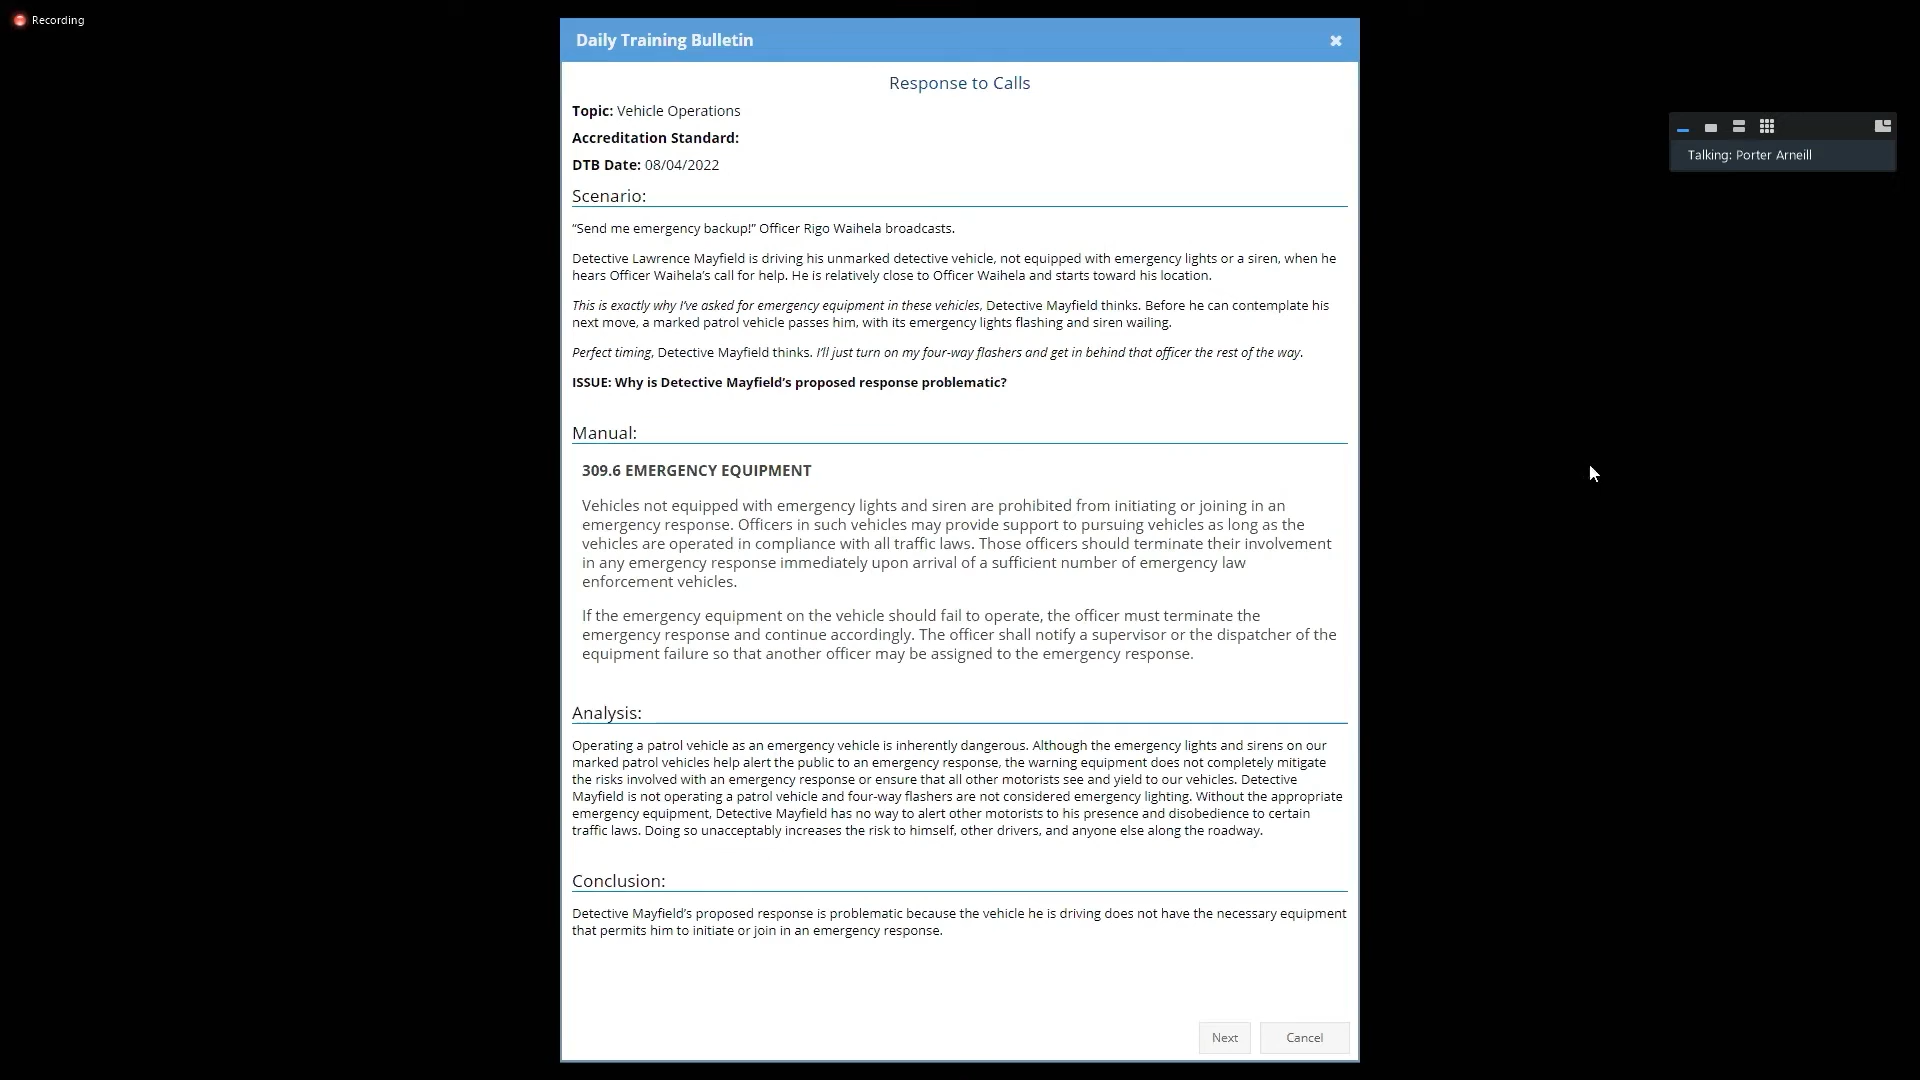 Recording
Daily Training Bulletin
Response to Calls
Topic: Vehicle Operations
Accreditation Standard:
DTB Date: 08/04/2022
Talking: Porter Arneill
Scenario:
“Send me emergency backup!” Officer Rigo Waihela broadcasts.
Detective Lawrence Mayfield is driving his unmarked detective vehicle, not equipped with emergency lights or a siren, when he
hears Officer Waihela’s call for help. He is relatively close to Officer Waihela and starts toward his location.
This is exactly why I’ve asked for emergency equipment in these vehicles, Detective Mayfield thinks. Before he can contemplate his
next move, a marked patrol vehicle passes him, with its emergency lights flashing and siren wailing.
Perfect timing, Detective Mayfield thinks. I’ll just turn on my four-way flashers and get in behind that officer the rest of the way.
ISSUE: Why is Detective Mayfield’s proposed response problematic?
Manual:
309.6 EMERGENCY EQUIPMENT
Vehicles not equipped with emergency lights and siren are prohibited from initiating or joining in an
emergency response. Officers in such vehicles may provide support to pursuing vehicles as long as the
vehicles are operated in compliance with all traffic laws. Those officers should terminate their involvement
in any emergency response immediately upon arrival of a sufficient number of emergency law
enforcement vehicles.
If the emergency equipment on the vehicle should fail to operate, the officer must terminate the
emergency response and continue accordingly. The officer shall notify a supervisor or the dispatcher of the
equipment failure so that another officer may be assigned to the emergency response.
Analysis:
Operating a patrol vehicle as an emergency vehicle is inherently dangerous. Although the emergency lights and sirens on our
marked patrol vehicles help alert the public to an emergency response, the warning equipment does not completely mitigate
the risks involved with an emergency response or ensure that all other motorists see and yield to our vehicles. Detective
Mayfield is not operating a patrol vehicle and four-way flashers are not considered emergency lighting. Without the appropriate
emergency equipment, Detective Mayfield has no way to alert other motorists to his presence and disobedience to certain
traffic laws. Doing so unacceptably increases the risk to himself, other drivers, and anyone else along the roadway.
Conclusion:
Detective Mayfield’s proposed response is problematic because the vehicle he is driving does not have the necessary equipment
that permits him to initiate or join in an emergency response.
Next
Cancel